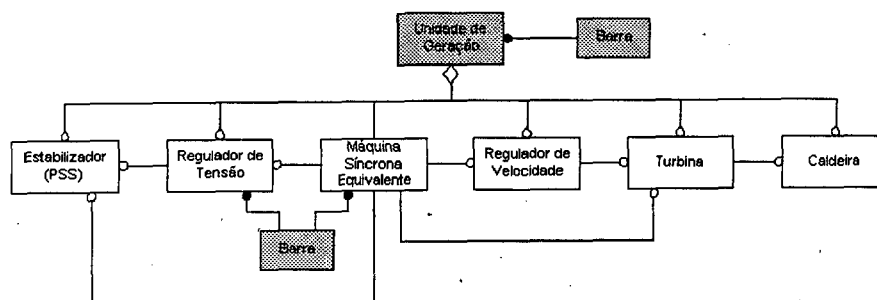 Unidade de
Geração
Barra
Estabilizador
(PSS)
Regulador de
Tensão
Máquina
Síncrona
Equivalente
Regulador de
Velocidade
Turbina
Caldeira
Barra